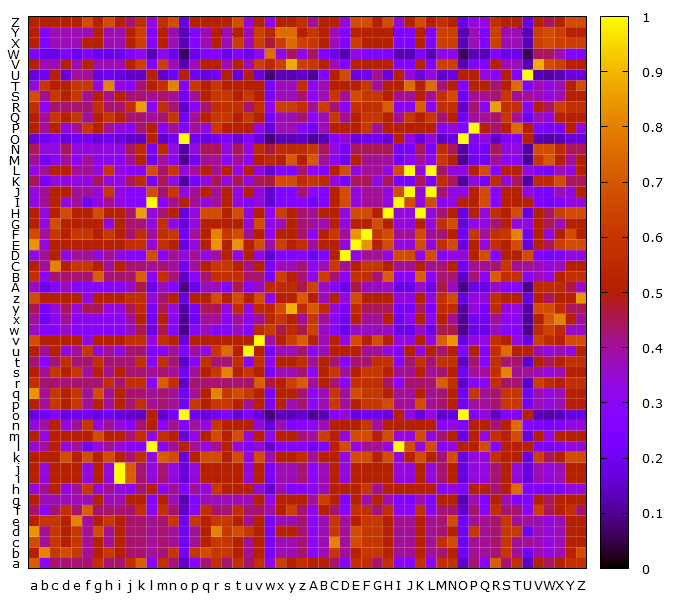 Z
Y
X
W
V
U
T
S
R
Q
P
O
N
M
L
K
J
I
H
G
F
E
D
C
B
A
z
y
x
w
v
u
t
s
r
q
p
o
n
m
l
k
j
i
h
g
f
e
d
c
b
a
a b c d e f g h i j k l m n o p q r s t u v w x y z A B C D E F G H I J K L M N O P Q R S T U V W X Y Z
1
0.9
0.8
0.7
0.6
0.5
0.4
0.3
0.2
0.1
0